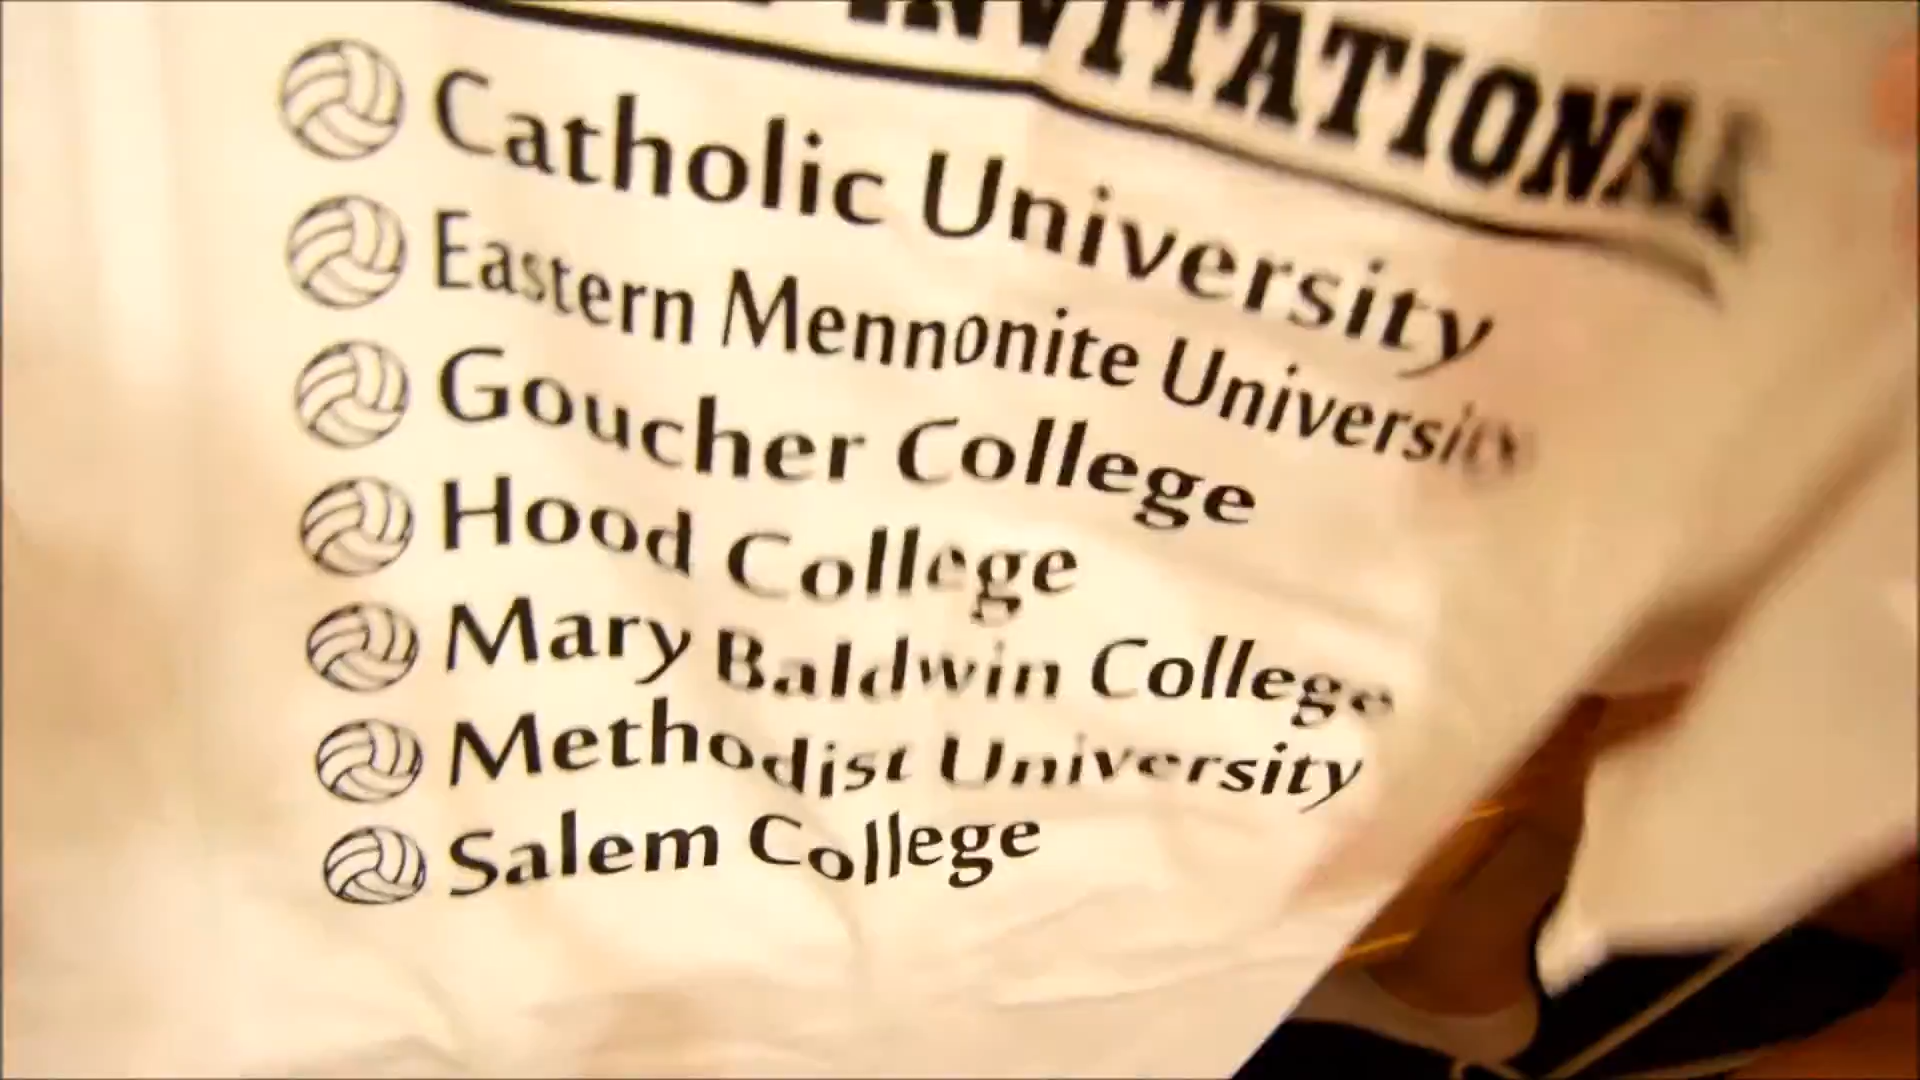 INVITATIONAL
Catholic University
Eastern Mennonite University
Goucher College
Hood College
Mary Baldwin College
Methodist University
Salem College